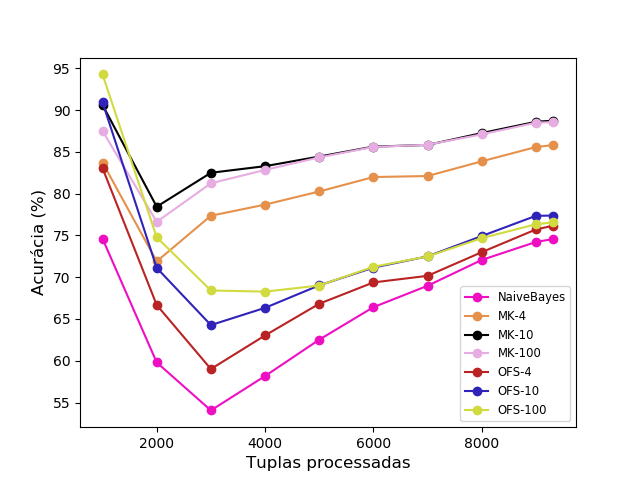 95
90
85
80
75
70
65
60
55
Acurácia (%)
2000
4000
6000
8000
Tuplas processadas
NaiveBayes
MK-4
MK-10
MK-100
OFS-4
OFS-10
OFS-100